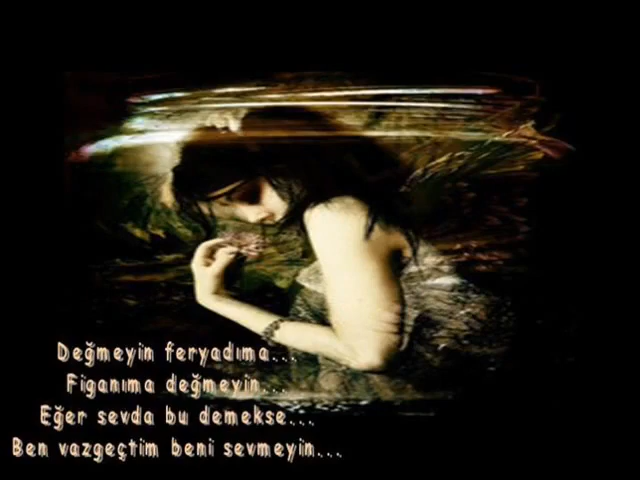 Değmeyin feryadıma...
Figanıma değmeyin...
Eğer sevda bu demekse...
Ben vazgeçtim beni sevmeyin...